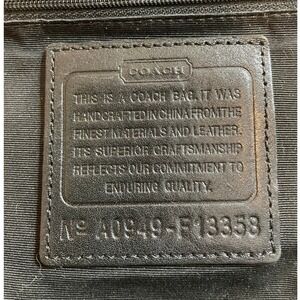 COACH
THIS IS A COACH BAG. IT WAS
HANDCRAFTED IN CHINA FROM THE
FINEST MATERIALS AND LEATHER.
ITS SUPERIOR CRAFTSMANSHIP
REFLECTS OUR COMMITMENT TO
ENDURING QUALITY.
Nº A0949-F13358